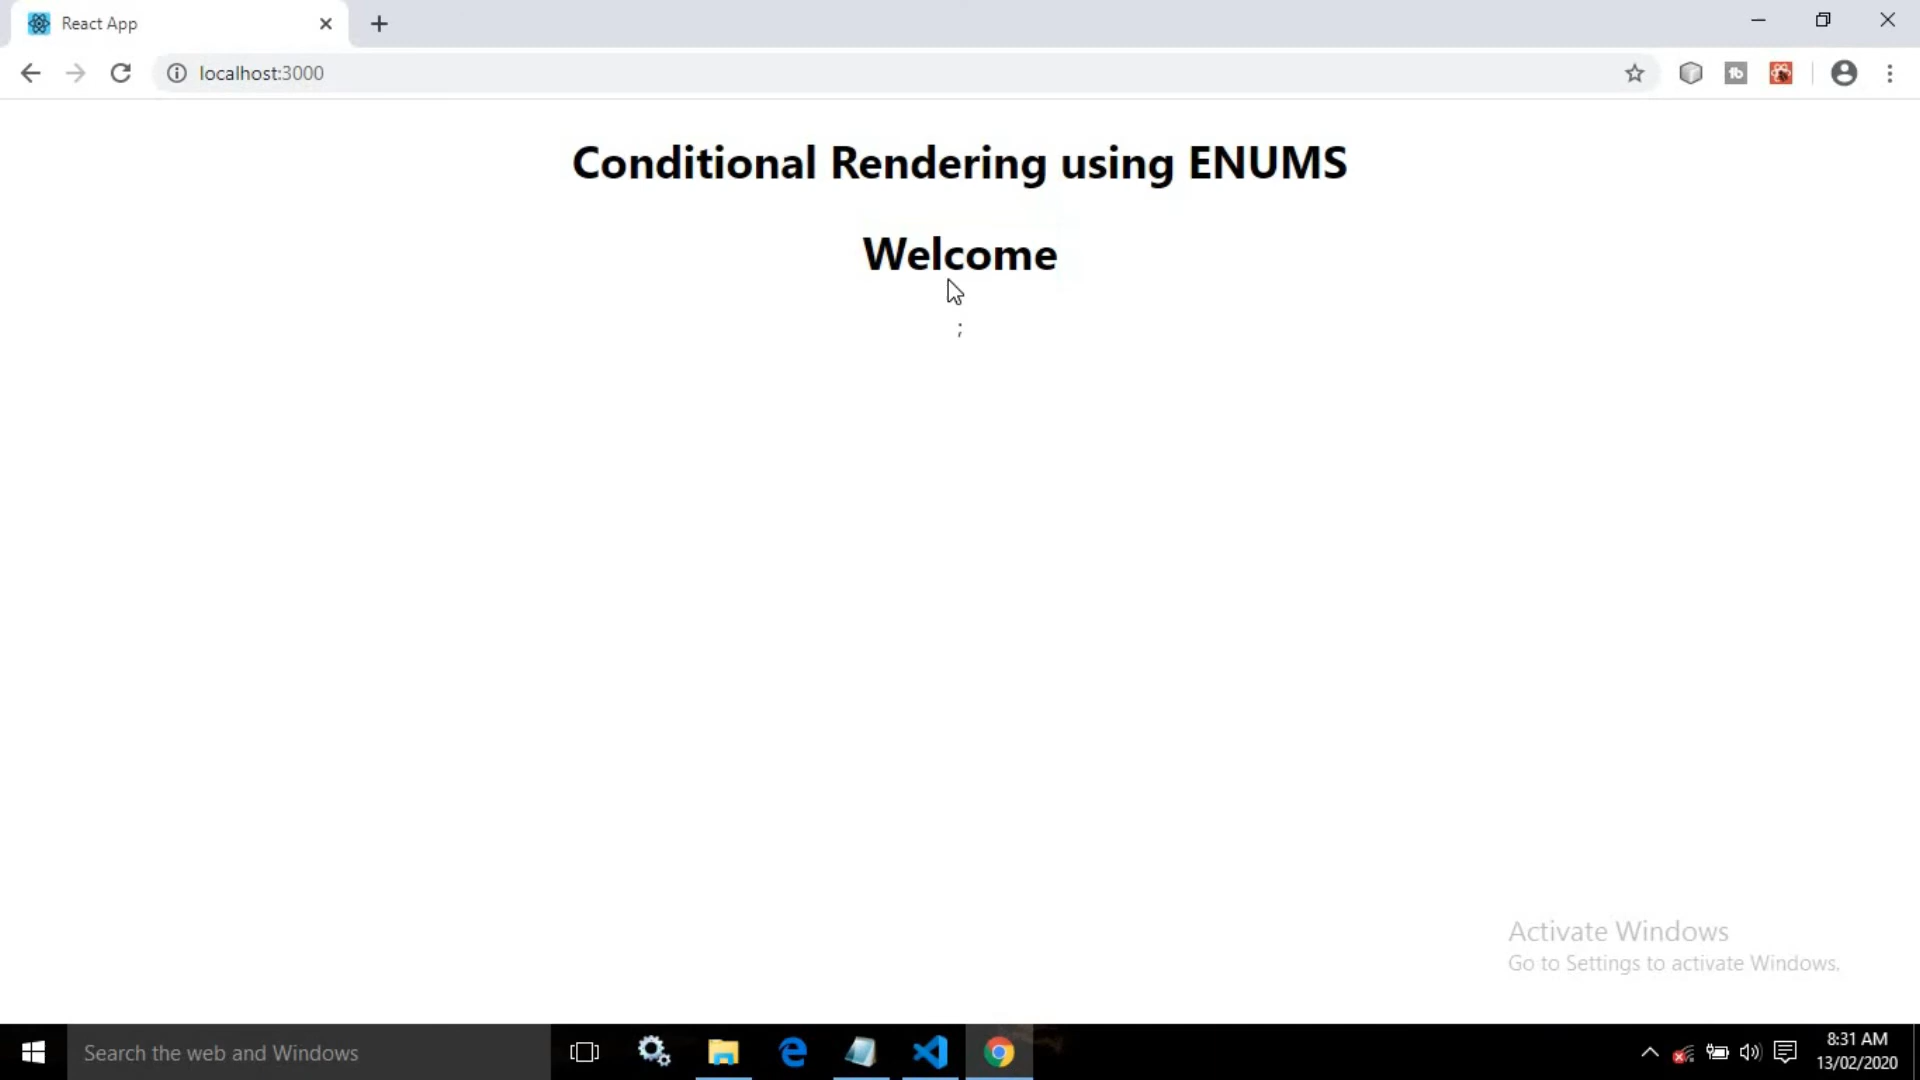 React App
localhost:3000
Conditional Rendering using ENUMS
Welcome
;
Activate Windows
Go to Settings to activate Windows.
Search the web and Windows
8:31 AM
13/02/2020